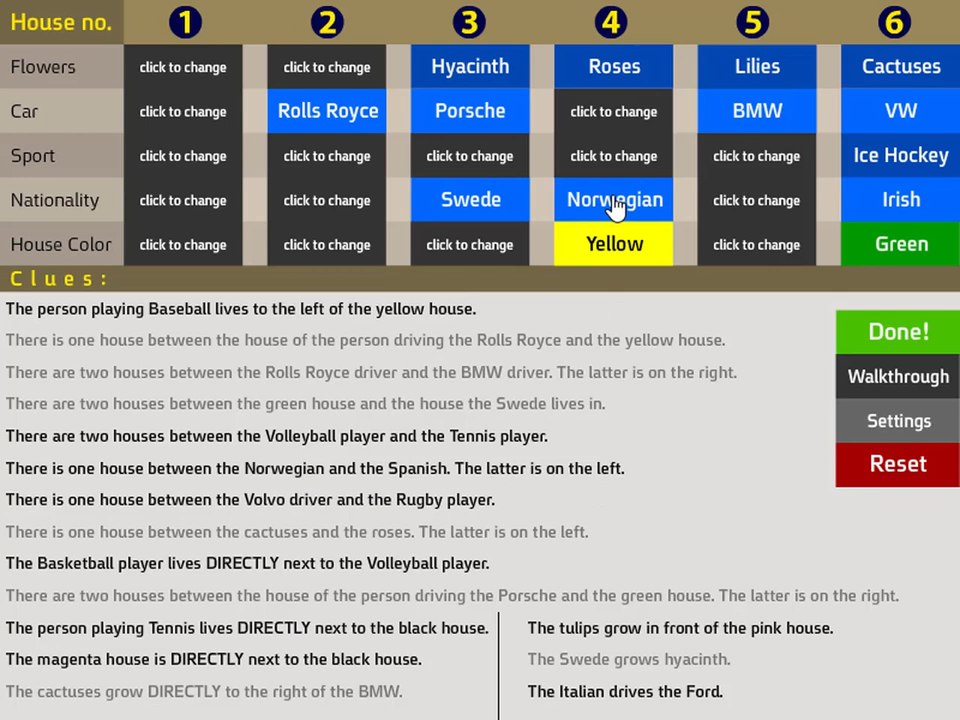 House no. 1 2 3 4 5 6
Flowers click to change click to change Hyacinth Roses Lilies Cactuses
Car click to change Rolls Royce Porsche click to change BMW VW
Sport click to change click to change click to change click to change click to change Ice Hockey
Nationality click to change click to change Swede Norwegian click to change Irish
House Color click to change click to change click to change Yellow click to change Green
Clues:
The person playing Baseball lives to the left of the yellow house.
There is one house between the house of the person driving the Rolls Royce and the yellow house.
There are two houses between the Rolls Royce driver and the BMW driver. The latter is on the right.
There are two houses between the green house and the house the Swede lives in.
There are two houses between the Volleyball player and the Tennis player.
There is one house between the Norwegian and the Spanish. The latter is on the left.
There is one house between the Volvo driver and the Rugby player.
There is one house between the cactuses and the roses. The latter is on the left.
The Basketball player lives DIRECTLY next to the Volleyball player.
There are two houses between the house of the person driving the Porsche and the green house. The latter is on the right.
The person playing Tennis lives DIRECTLY next to the black house.
The magenta house is DIRECTLY next to the black house.
The cactuses grow DIRECTLY to the right of the BMW.
The tulips grow in front of the pink house.
The Swede grows hyacinth.
The Italian drives the Ford.
Done!
Walkthrough
Settings
Reset